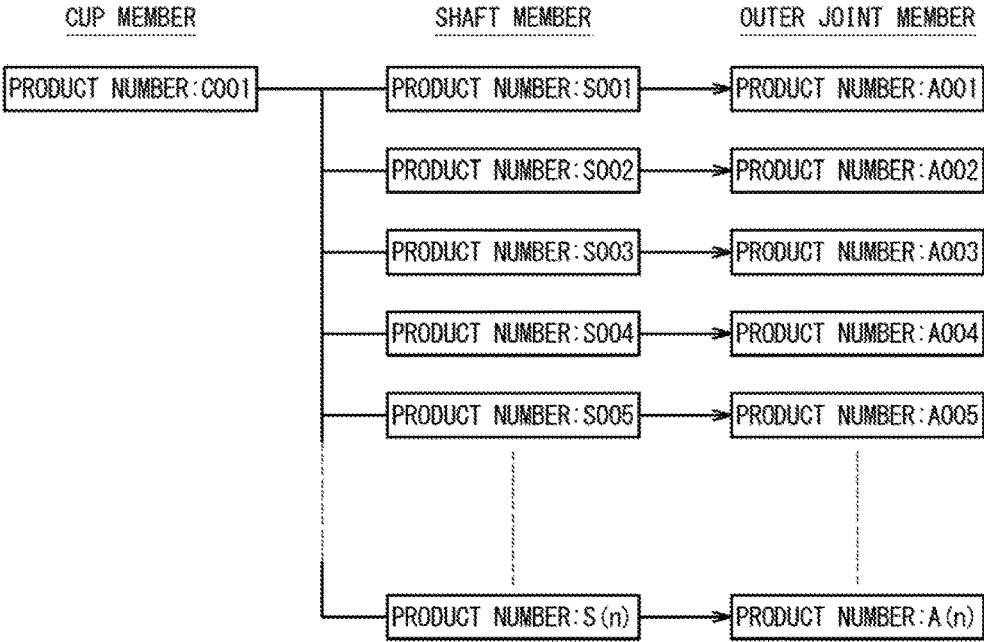 CUP MEMBER SHAFT MEMBER OUTER JOINT MEMBER
PRODUCT NUMBER:C001 PRODUCT NUMBER:S001 PRODUCT NUMBER:A001
PRODUCT NUMBER:S002 PRODUCT NUMBER:A002
PRODUCT NUMBER:S003 PRODUCT NUMBER:A003
PRODUCT NUMBER:S004 PRODUCT NUMBER:A004
PRODUCT NUMBER:S005 PRODUCT NUMBER:A005
PRODUCT NUMBER:S(n) PRODUCT NUMBER:A(n)